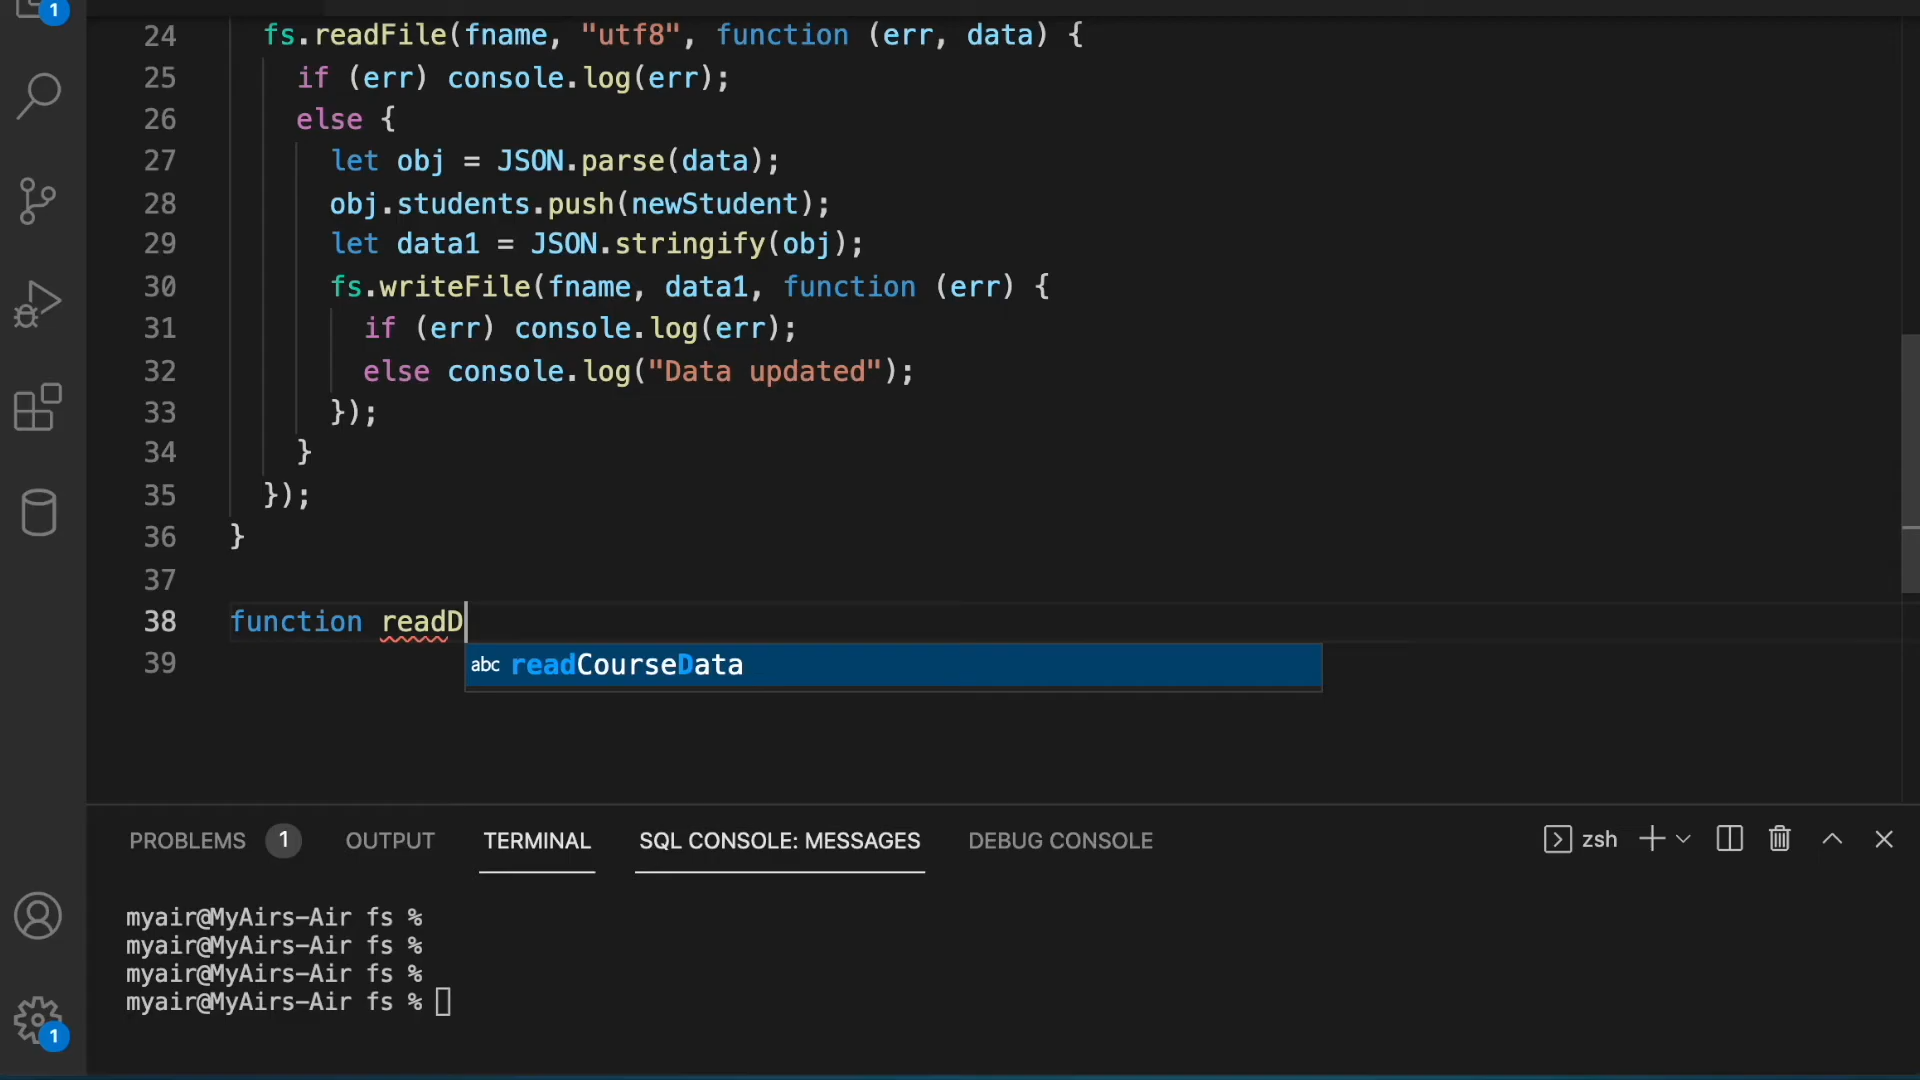 1
24 fs.readFile(fname, "utf8", function (err, data) {
25 if (err) console.log(err);
26 else {
27 let obj = JSON.parse(data);
28 obj.students.push(newStudent);
29 let data1 = JSON.stringify(obj);
30 fs.writeFile(fname, data1, function (err) {
31 if (err) console.log(err);
32 else console.log("Data updated");
33 });
34 }
35 });
36 }
37
38 function readD
39
abc readCourseData
PROBLEMS 1 OUTPUT TERMINAL SQL CONSOLE: MESSAGES DEBUG CONSOLE zsh
myair@MyAirs-Air fs %
myair@MyAirs-Air fs %
myair@MyAirs-Air fs %
myair@MyAirs-Air fs %
1